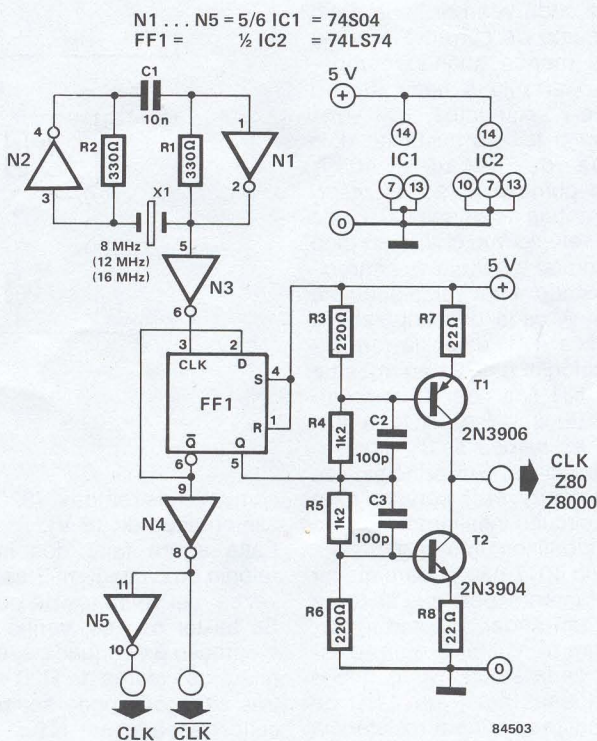 N1 . . . N5 = 5/6 IC1 = 74S04
FF1 = ½ IC2 = 74LS74
C1
10n
4
N2
3
R2
330Ω
R1
330Ω
1
N1
2
X1
8 MHz
(12 MHz)
(16 MHz)
5
N3
6
5 V
+
14
14
IC1
IC2
7
13
10
7
13
0
3
2
CLK
D
S
4
FF1
R
1
Q̅
Q
6
5
9
N4
8
11
N5
10
CLK
C̅L̅K̅
5 V
+
R3
220Ω
R7
22Ω
T1
2N3906
R4
1k2
C2
100p
CLK
Z80
Z8000
R5
1k2
C3
100p
T2
2N3904
R6
220Ω
R8
22Ω
0
84503